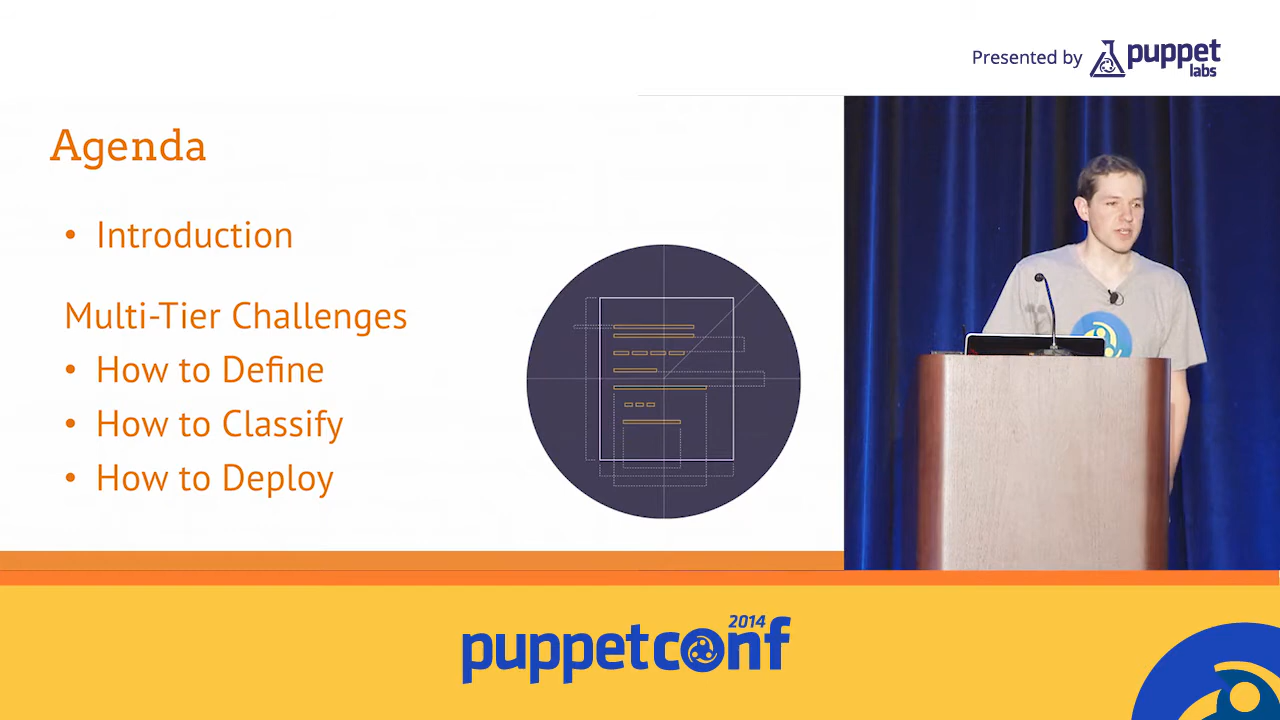 Presented by puppet labs
Agenda
• Introduction
Multi-Tier Challenges
• How to Define
• How to Classify
• How to Deploy
puppetconf 2014